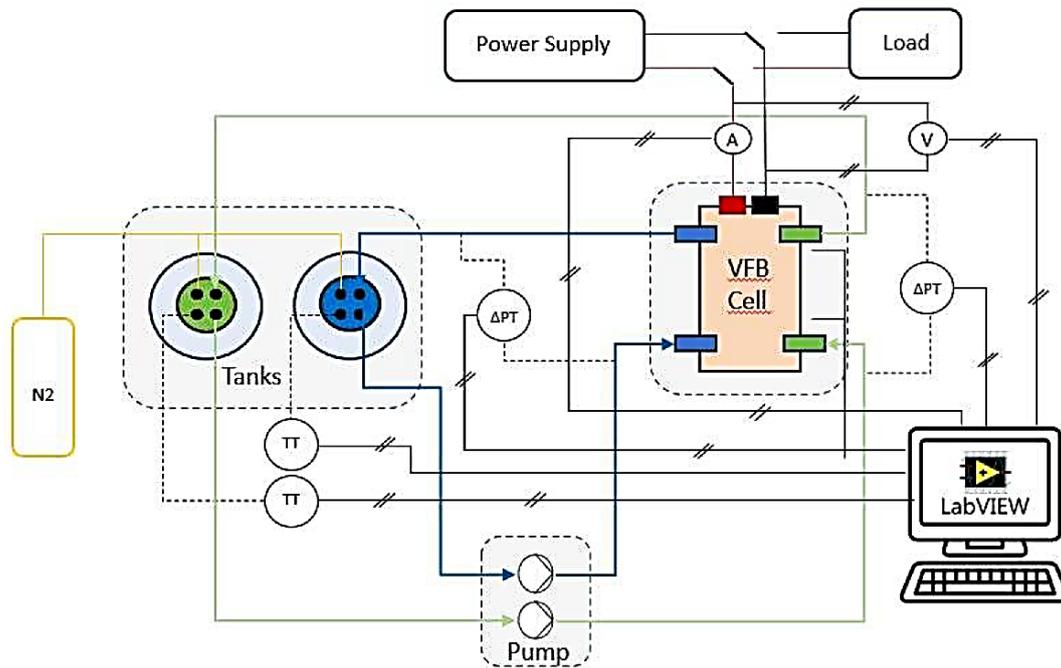 Power Supply
Load
A
V
VFB
Cell
ΔPT
ΔPT
Tanks
N2
TT
TT
LabVIEW
Pump